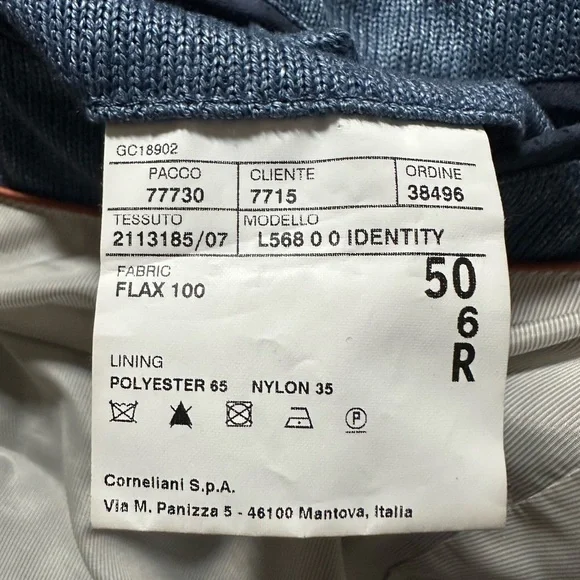 GC18902
PACCO CLIENTE ORDINE
77730 7715 38496
TESSUTO MODELLO
2113185/07 L568 0 0 IDENTITY
FABRIC
FLAX 100
50
6
R
LINING
POLYESTER 65 NYLON 35
P
Corneliani S.p.A.
Via M. Panizza 5 - 46100 Mantova, Italia